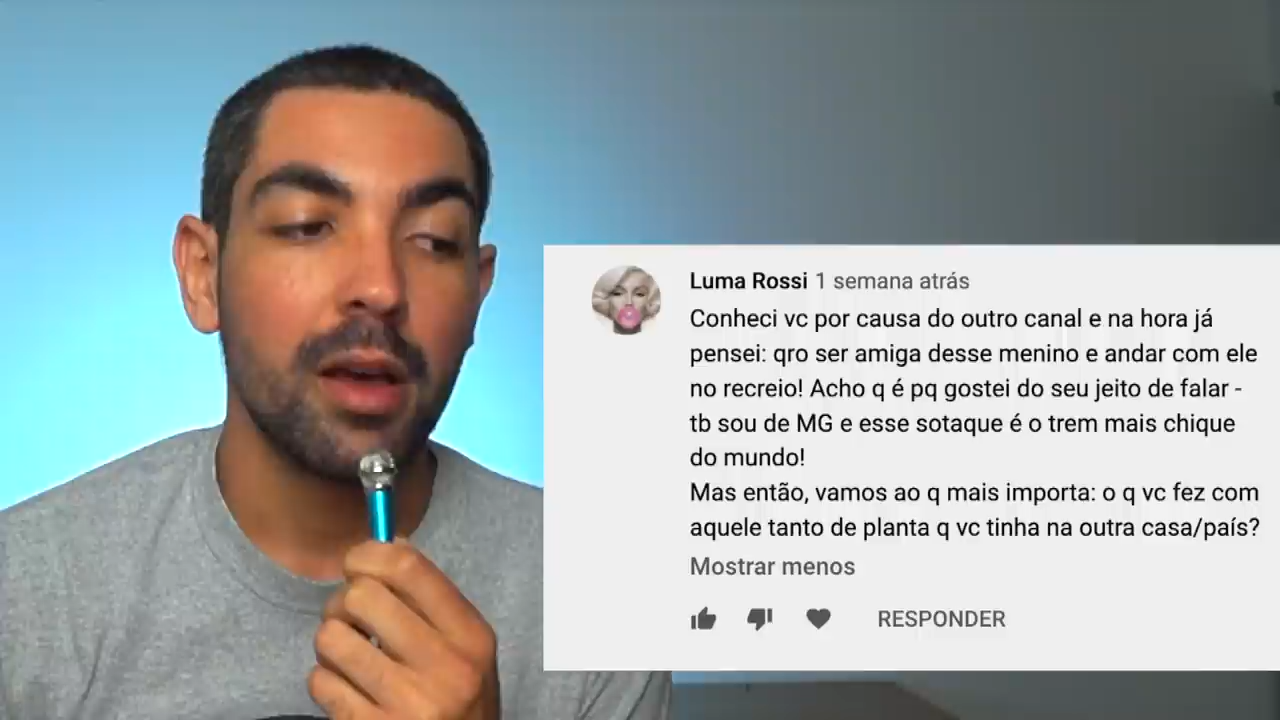 Luma Rossi 1 semana atrás
Conheci vc por causa do outro canal e na hora já
pensei: qro ser amiga desse menino e andar com ele
no recreio! Acho q é pq gostei do seu jeito de falar -
tb sou de MG e esse sotaque é o trem mais chique
do mundo!
Mas então, vamos ao q mais importa: o q vc fez com
aquele tanto de planta q vc tinha na outra casa/país?
Mostrar menos
RESPONDER